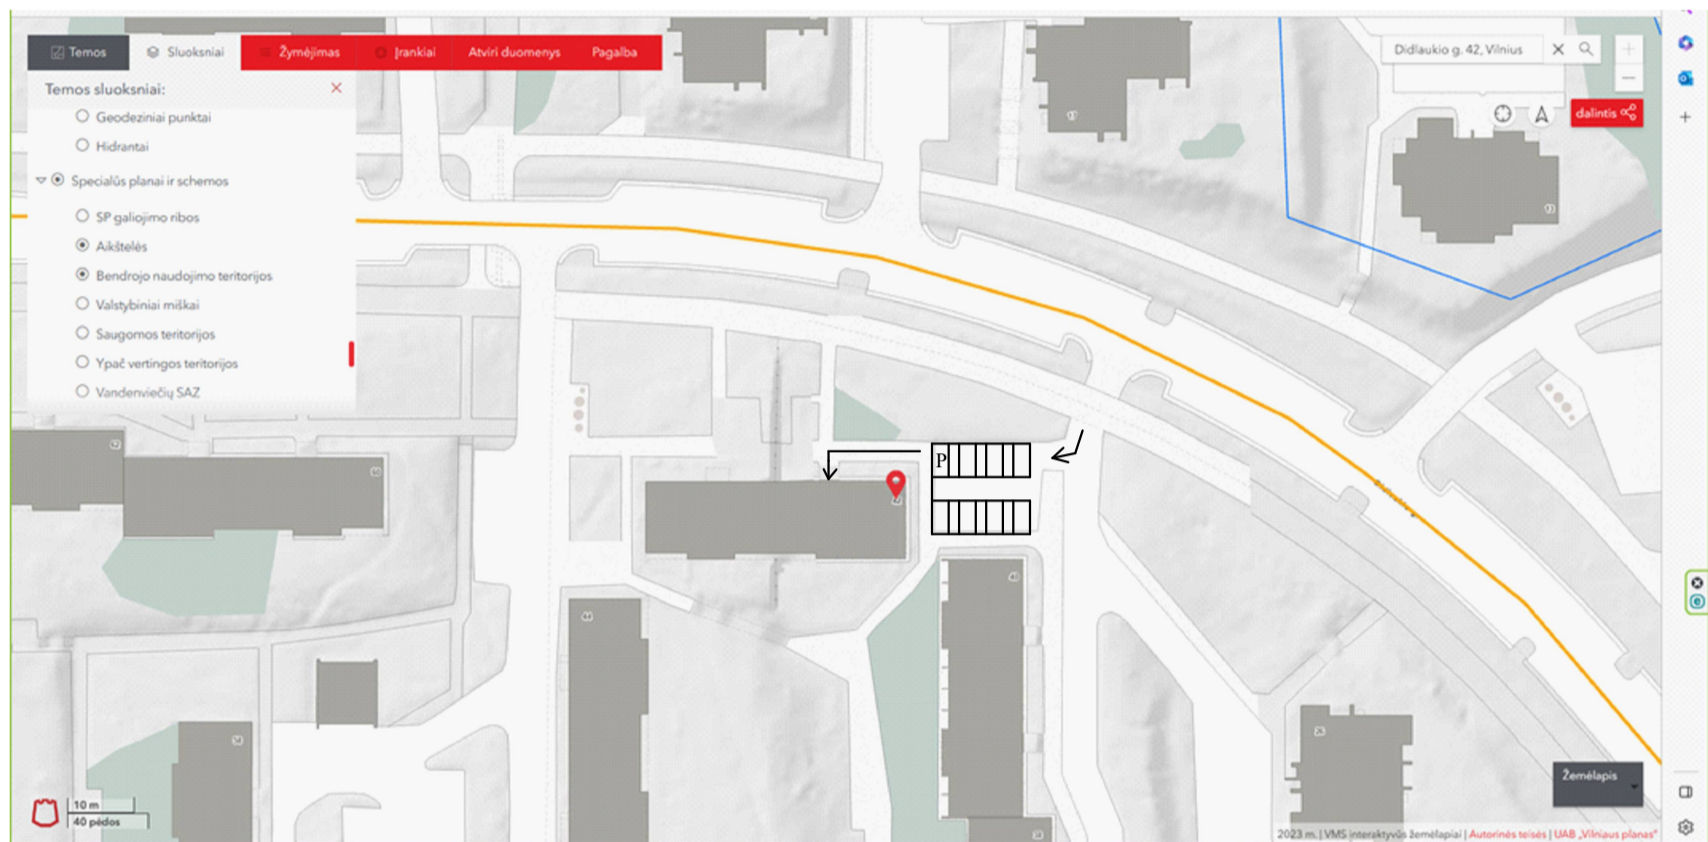 Temos
Sluoksniai
Žymėjimas
Įrankiai
Atviri duomenys
Pagalba
Didlaukio g. 42, Vilnius
dalintis
Temos sluoksniai:
Geodeziniai punktai
Hidrantai
Specialūs planai ir schemos
SP galiojimo ribos
Aikštelės
Bendrojo naudojimo teritorijos
Valstybiniai miškai
Saugomos teritorijos
Ypač vertingos teritorijos
Vandenviečių SAZ
P
Žemėlapis
10 m
40 pėdos
2023 m. | VMS interaktyvūs žemėlapiai | Autorinės teisės | UAB „Vilniaus planas"